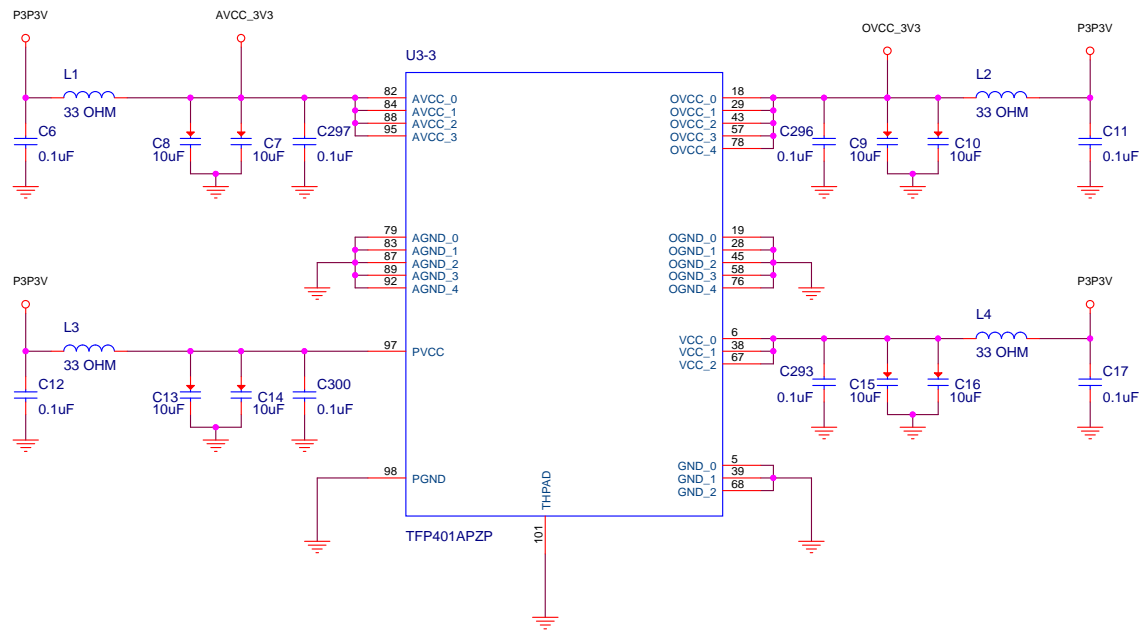 P3P3V
AVCC_3V3
OVCC_3V3
P3P3V
U3-3
L1
33 OHM
L2
33 OHM
C6
0.1uF
C8
10uF
C7
10uF
C297
0.1uF
82
84
88
95
AVCC_0
AVCC_1
AVCC_2
AVCC_3
18
29
43
57
78
OVCC_0
OVCC_1
OVCC_2
OVCC_3
OVCC_4
C296
0.1uF
C9
10uF
C10
10uF
C11
0.1uF
79
83
87
89
92
AGND_0
AGND_1
AGND_2
AGND_3
AGND_4
19
28
45
58
76
OGND_0
OGND_1
OGND_2
OGND_3
OGND_4
P3P3V
L3
33 OHM
97
PVCC
C12
0.1uF
C13
10uF
C14
10uF
C300
0.1uF
P3P3V
L4
33 OHM
6
38
67
VCC_0
VCC_1
VCC_2
C293
0.1uF
C15
10uF
C16
10uF
C17
0.1uF
98
PGND
5
39
68
GND_0
GND_1
GND_2
THPAD
101
TFP401APZP